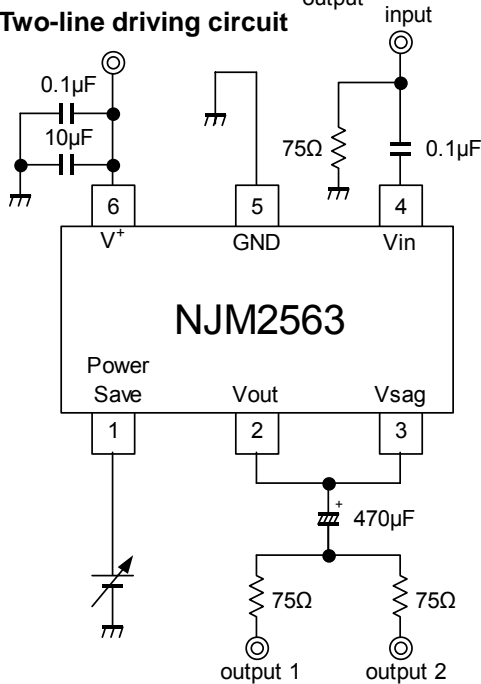 output
Two-line driving circuit
input
0.1µF
10µF
75Ω
0.1µF
6
5
4
V+
GND
Vin
NJM2563
Power
Save
Vout
Vsag
1
2
3
+
470µF
75Ω
75Ω
output 1
output 2